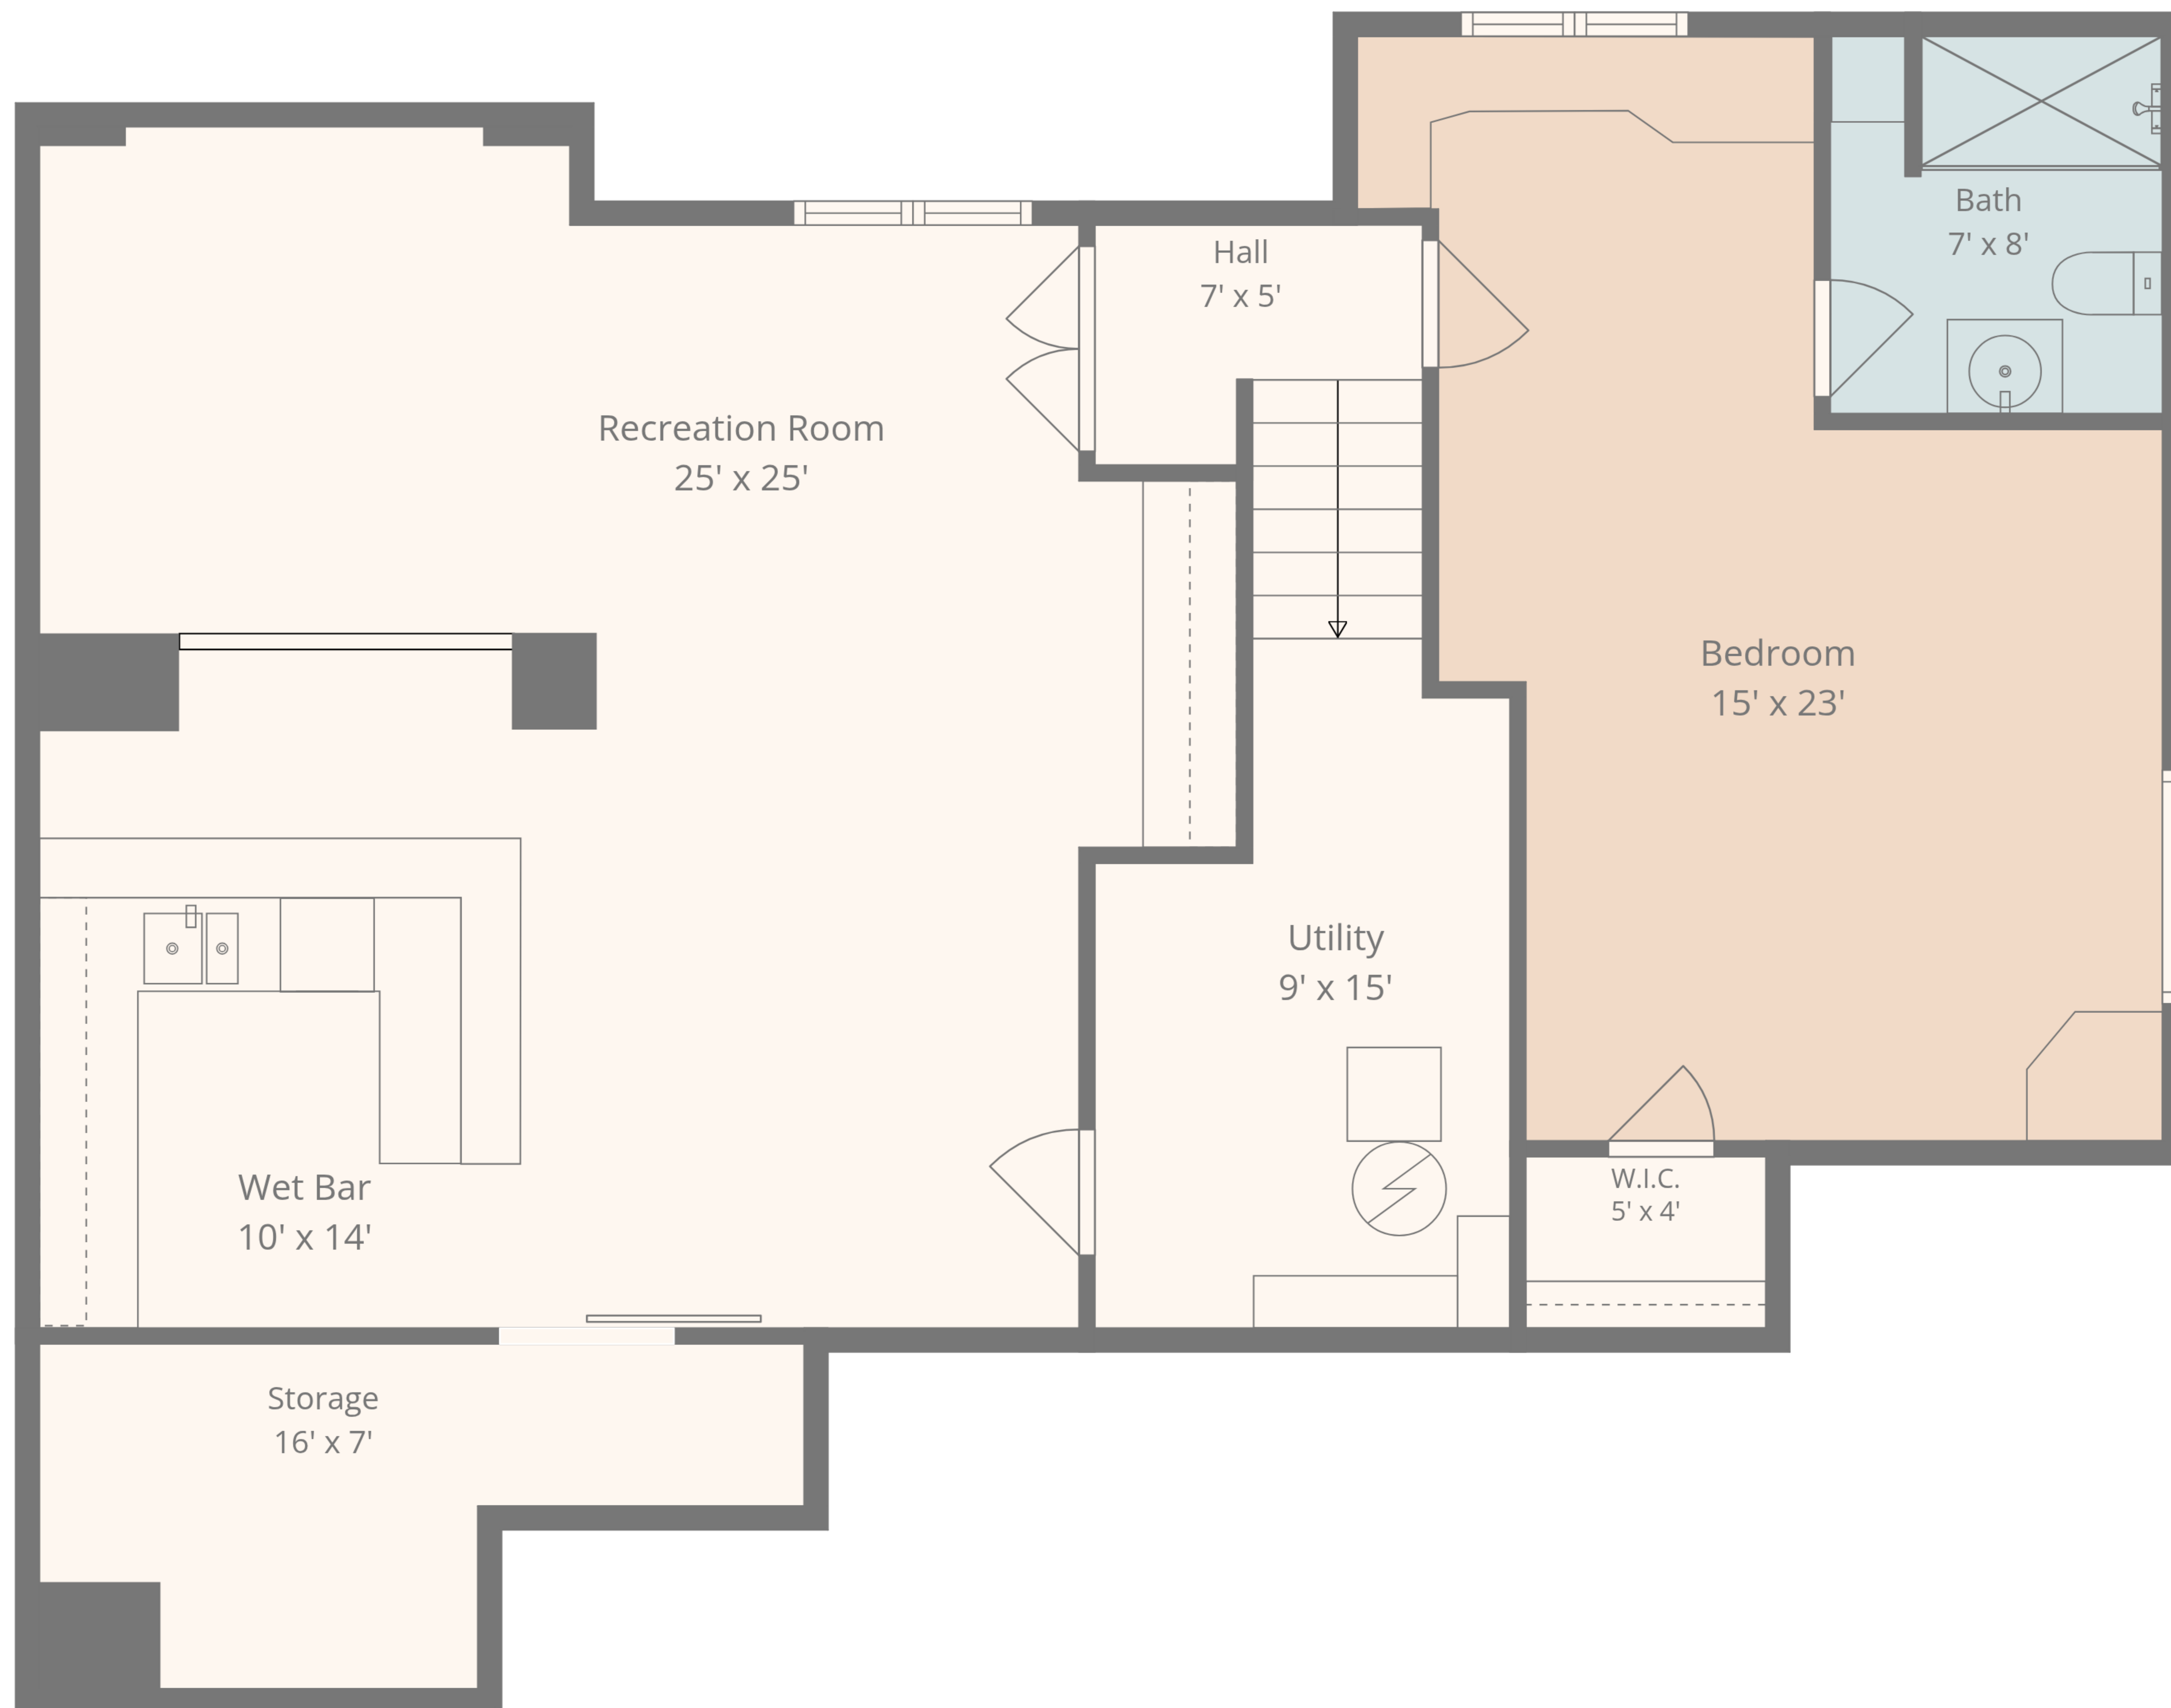 Bath
7' x 8'
Hall
7' x 5'
Recreation Room
25' x 25'
Bedroom
15' x 23'
Utility
9' x 15'
Wet Bar
10' x 14'
W.I.C.
5' x 4'
Storage
16' x 7'